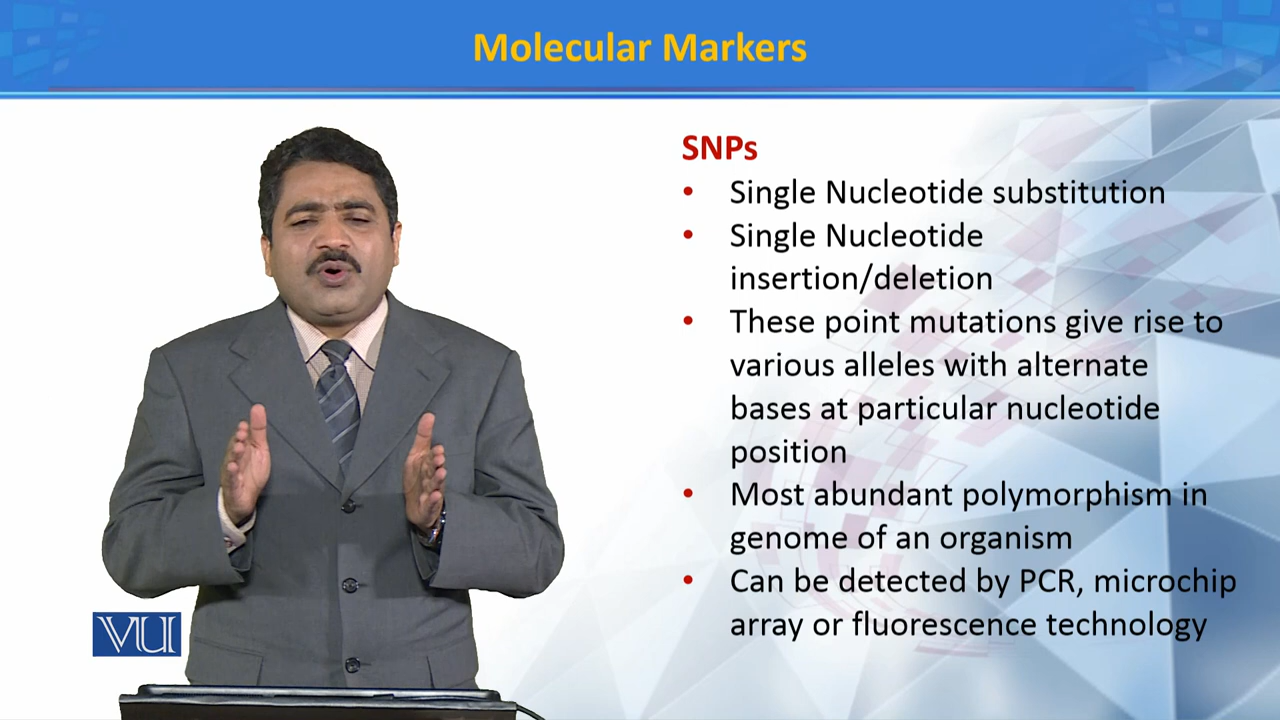 Molecular Markers
SNPs
• Single Nucleotide substitution
• Single Nucleotide
insertion/deletion
• These point mutations give rise to
various alleles with alternate
bases at particular nucleotide
position
• Most abundant polymorphism in
genome of an organism
• Can be detected by PCR, microchip
array or fluorescence technology
VU